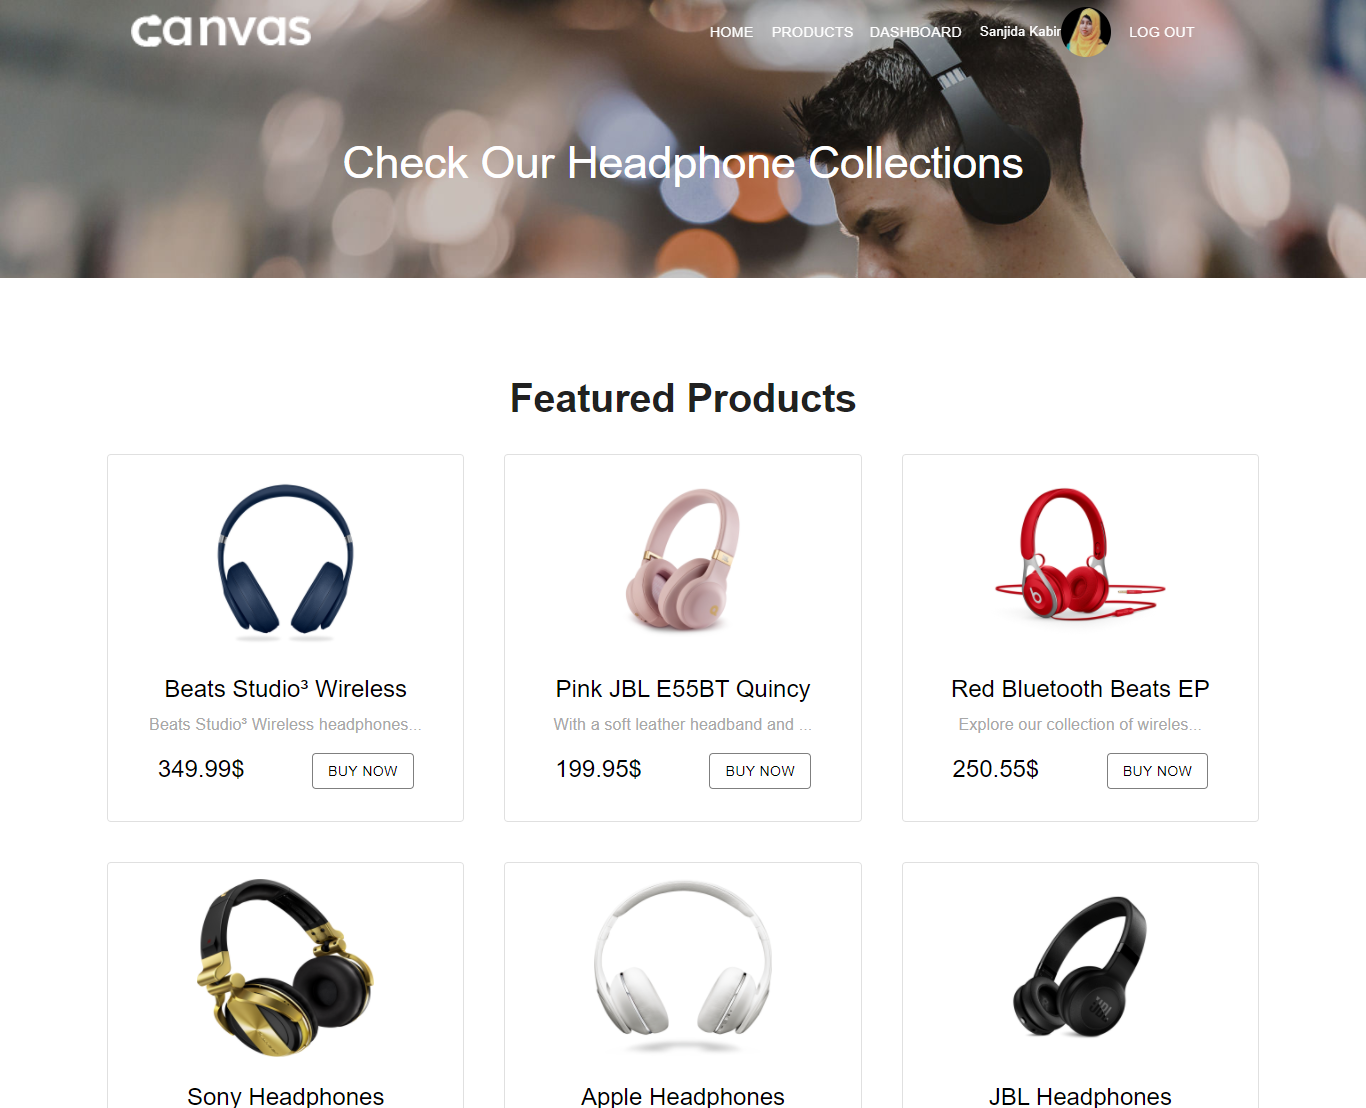 canvas
HOME PRODUCTS DASHBOARD Sanjida Kabir LOG OUT
Check Our Headphone Collections
Featured Products
Beats Studio³ Wireless
Beats Studio³ Wireless headphones...
349.99$ BUY NOW
Pink JBL E55BT Quincy
With a soft leather headband and ...
199.95$ BUY NOW
b
Red Bluetooth Beats EP
Explore our collection of wireles...
250.55$ BUY NOW
Sony Headphones
Apple Headphones
JBL
JBL Headphones